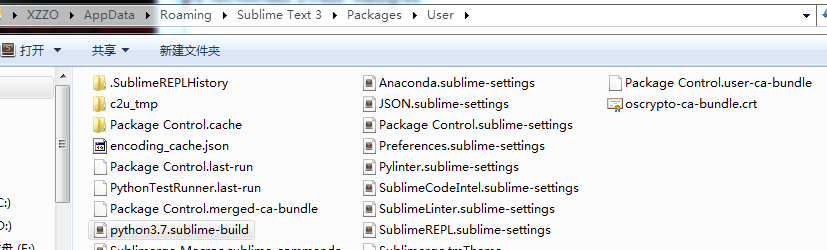 XZZO ▸ AppData ▸ Roaming ▸ Sublime Text 3 ▸ Packages ▸ User ▸
打开 共享 新建文件夹
.SublimeREPLHistory
c2u_tmp
Package Control.cache
encoding_cache.json
Package Control.last-run
PythonTestRunner.last-run
Package Control.merged-ca-bundle
python3.7.sublime-build
Anaconda.sublime-settings
JSON.sublime-settings
Package Control.sublime-settings
Preferences.sublime-settings
Pylinter.sublime-settings
SublimeCodeIntel.sublime-settings
SublimeLinter.sublime-settings
SublimeREPL.sublime-settings
Package Control.user-ca-bundle
oscrypto-ca-bundle.crt